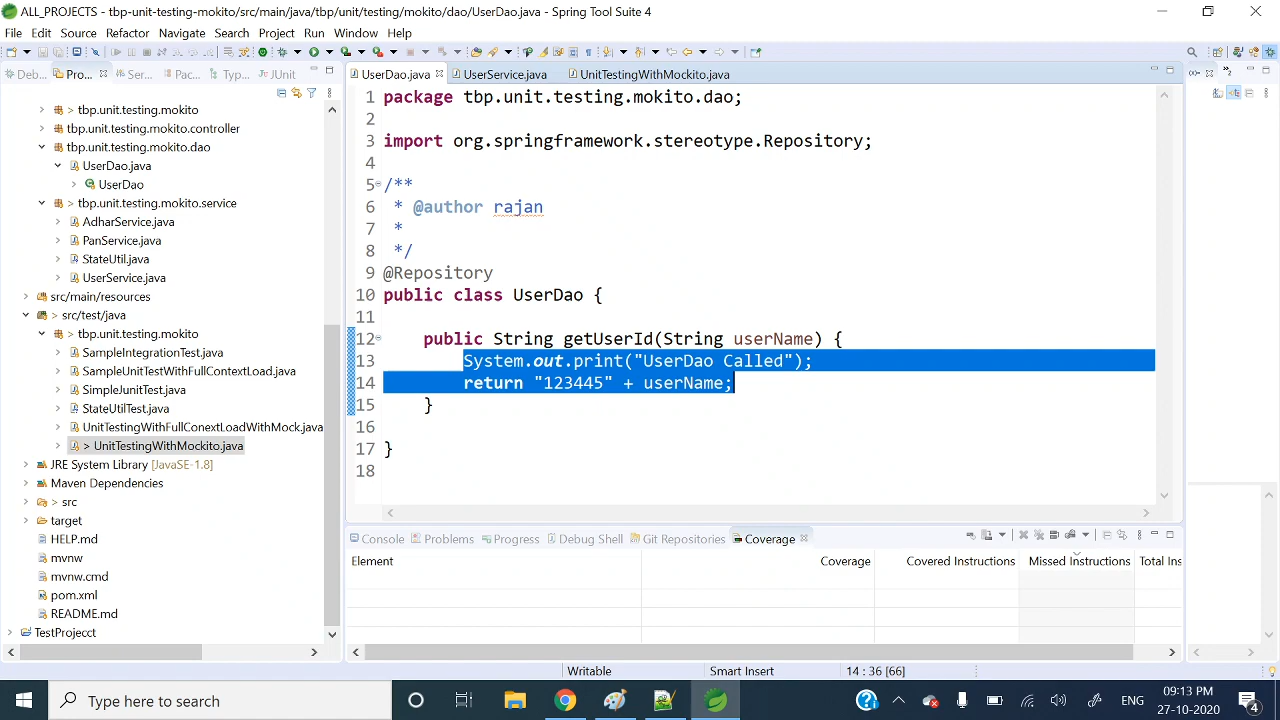 ALL_PROJECTS - tbp-unit-testing-mokito/src/main/java/tbp/unit/testing/mokito/dao/UserDao.java - Spring Tool Suite 4
File Edit Source Refactor Navigate Search Project Run Window Help
Deb... Pro... Ser... Pac... Typ... JUnit
UserDao.java UserService.java UnitTestingWithMockito.java
> tbp.unit.testing.mokito
> tbp.unit.testing.mokito.controller
tbp.unit.testing.mokito.dao
UserDao.java
UserDao
> tbp.unit.testing.mokito.service
AdharService.java
PanService.java
StateUtil.java
UserService.java
src/main/resources
> src/test/java
> tbp.unit.testing.mokito
SampleIntegrationTest.java
SampleUnitTestWithFullContextLoad.java
SimpleunitTest.java
StateUtilTest.java
UnitTestingWithFullConextLoadWithMock.java
> UnitTestingWithMockito.java
JRE System Library [JavaSE-1.8]
Maven Dependencies
> src
target
HELP.md
mvnw
mvnw.cmd
pom.xml
README.md
TestProjecct
1 package tbp.unit.testing.mokito.dao;
2
3 import org.springframework.stereotype.Repository;
4
5 /**
6 * @author rajan
7 *
8 */
9 @Repository
10 public class UserDao {
11
12 public String getUserId(String userName) {
13 System.out.print("UserDao Called");
14 return "123445" + userName;
15 }
16
17 }
18
Console Problems Progress Debug Shell Git Repositories Coverage
Element Coverage Covered Instructions Missed Instructions Total Ins
Writable Smart Insert 14 : 36 [66]
Type here to search
ENG
09:13 PM
27-10-2020
4